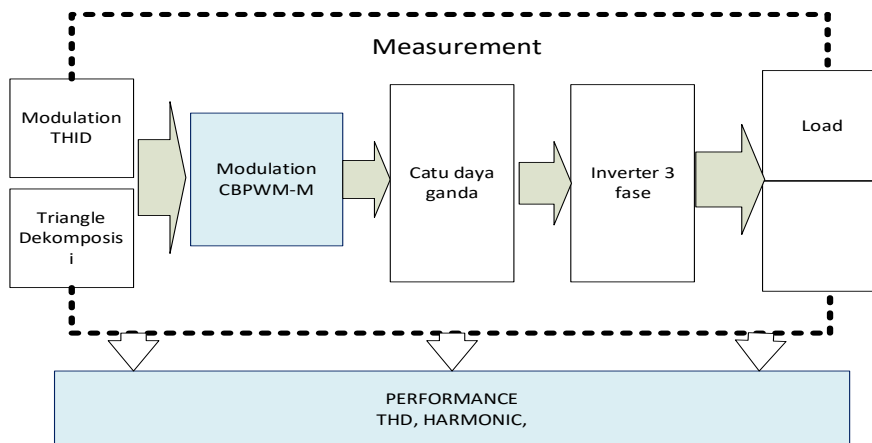 Measurement
Modulation
THID
Triangle
Dekomposis
i
Modulation
CBPWM-M
Catu daya
ganda
Inverter 3
fase
Load
PERFORMANCE
THD, HARMONIC,